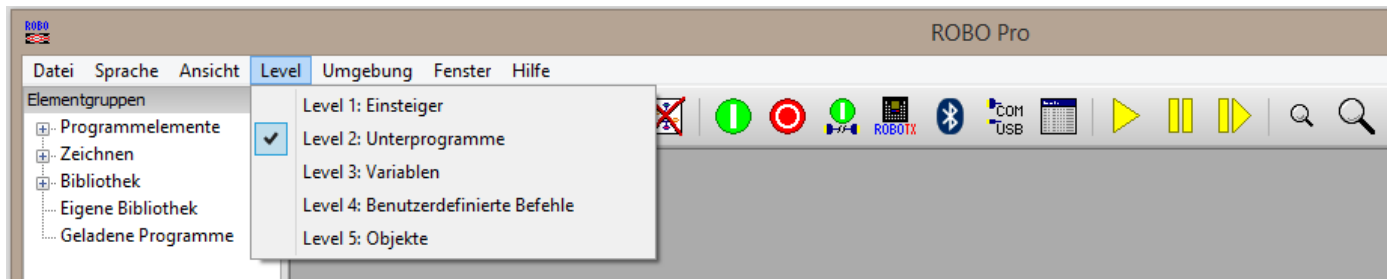 ROBO
ROBO Pro
Datei Sprache Ansicht Level Umgebung Fenster Hilfe
Elementgruppen
Programmelemente
Zeichnen
Bibliothek
Eigene Bibliothek
Geladene Programme
Level 1: Einsteiger
Level 2: Unterprogramme
Level 3: Variablen
Level 4: Benutzerdefinierte Befehle
Level 5: Objekte
ROBOTX
COM
USB